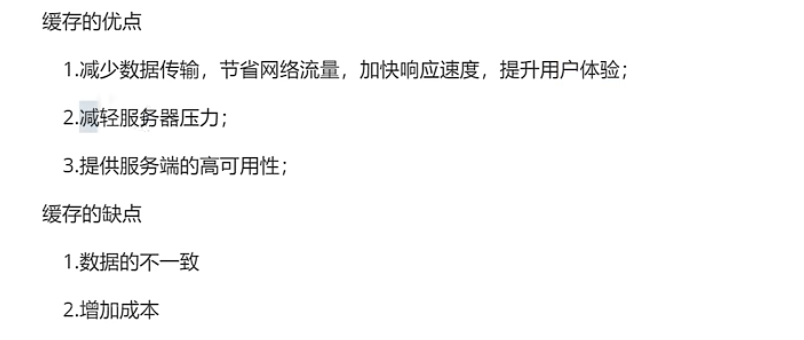 缓存的优点
1.减少数据传输，节省网络流量，加快响应速度，提升用户体验；
2.减轻服务器压力；
3.提供服务端的高可用性；
缓存的缺点
1.数据的不一致
2.增加成本